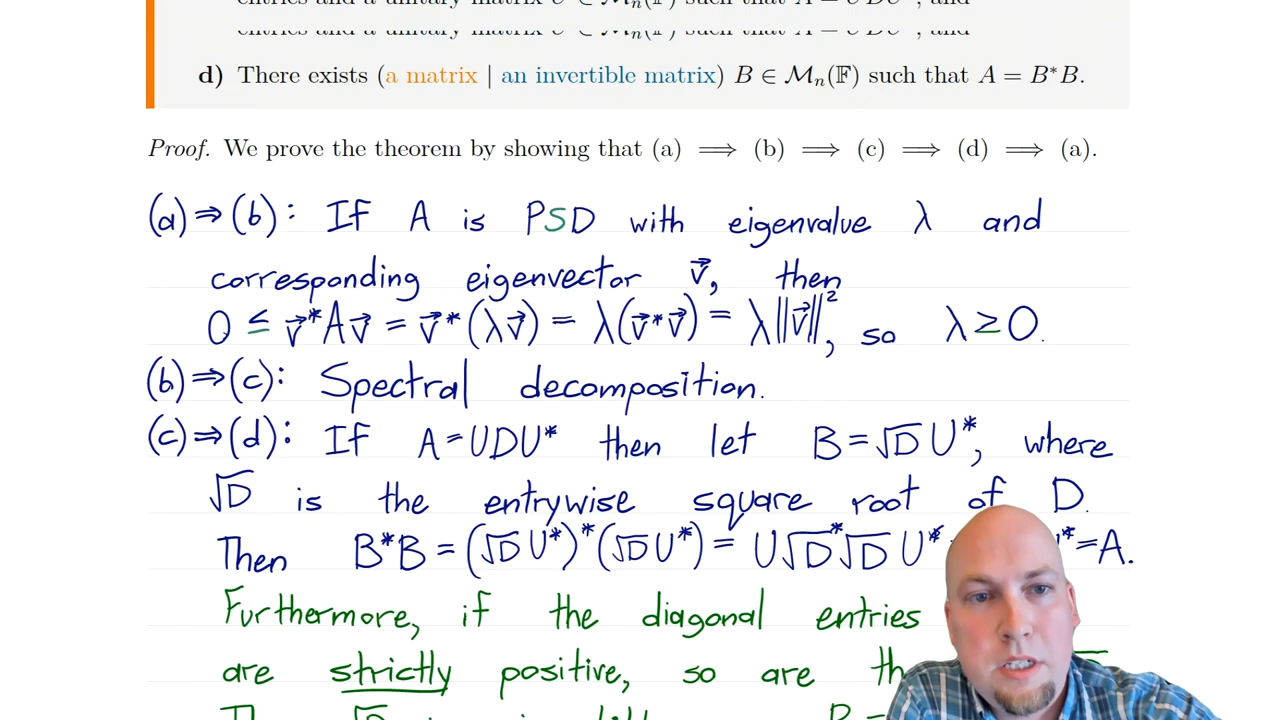 d) There exists (a matrix | an invertible matrix) B ∈ Mₙ(𝔽) such that A = B*B.
Proof. We prove the theorem by showing that (a) ⟹ (b) ⟹ (c) ⟹ (d) ⟹ (a).
(a)⇒(b): If A is PSD with eigenvalue λ and
corresponding eigenvector v⃗, then
0 ≤ v⃗*Av⃗ = v⃗*(λv⃗) = λ(v⃗*v⃗) = λ‖v⃗‖², so λ ≥ 0.
(b)⇒(c): Spectral decomposition.
(c)⇒(d): If A=UDU* then let B=√D U*, where
√D is the entrywise square root of D.
Then B*B = (√D U*)*(√D U*) = U√D*√D U* *=A.
Furthermore, if the diagonal entries
are strictly positive, so are